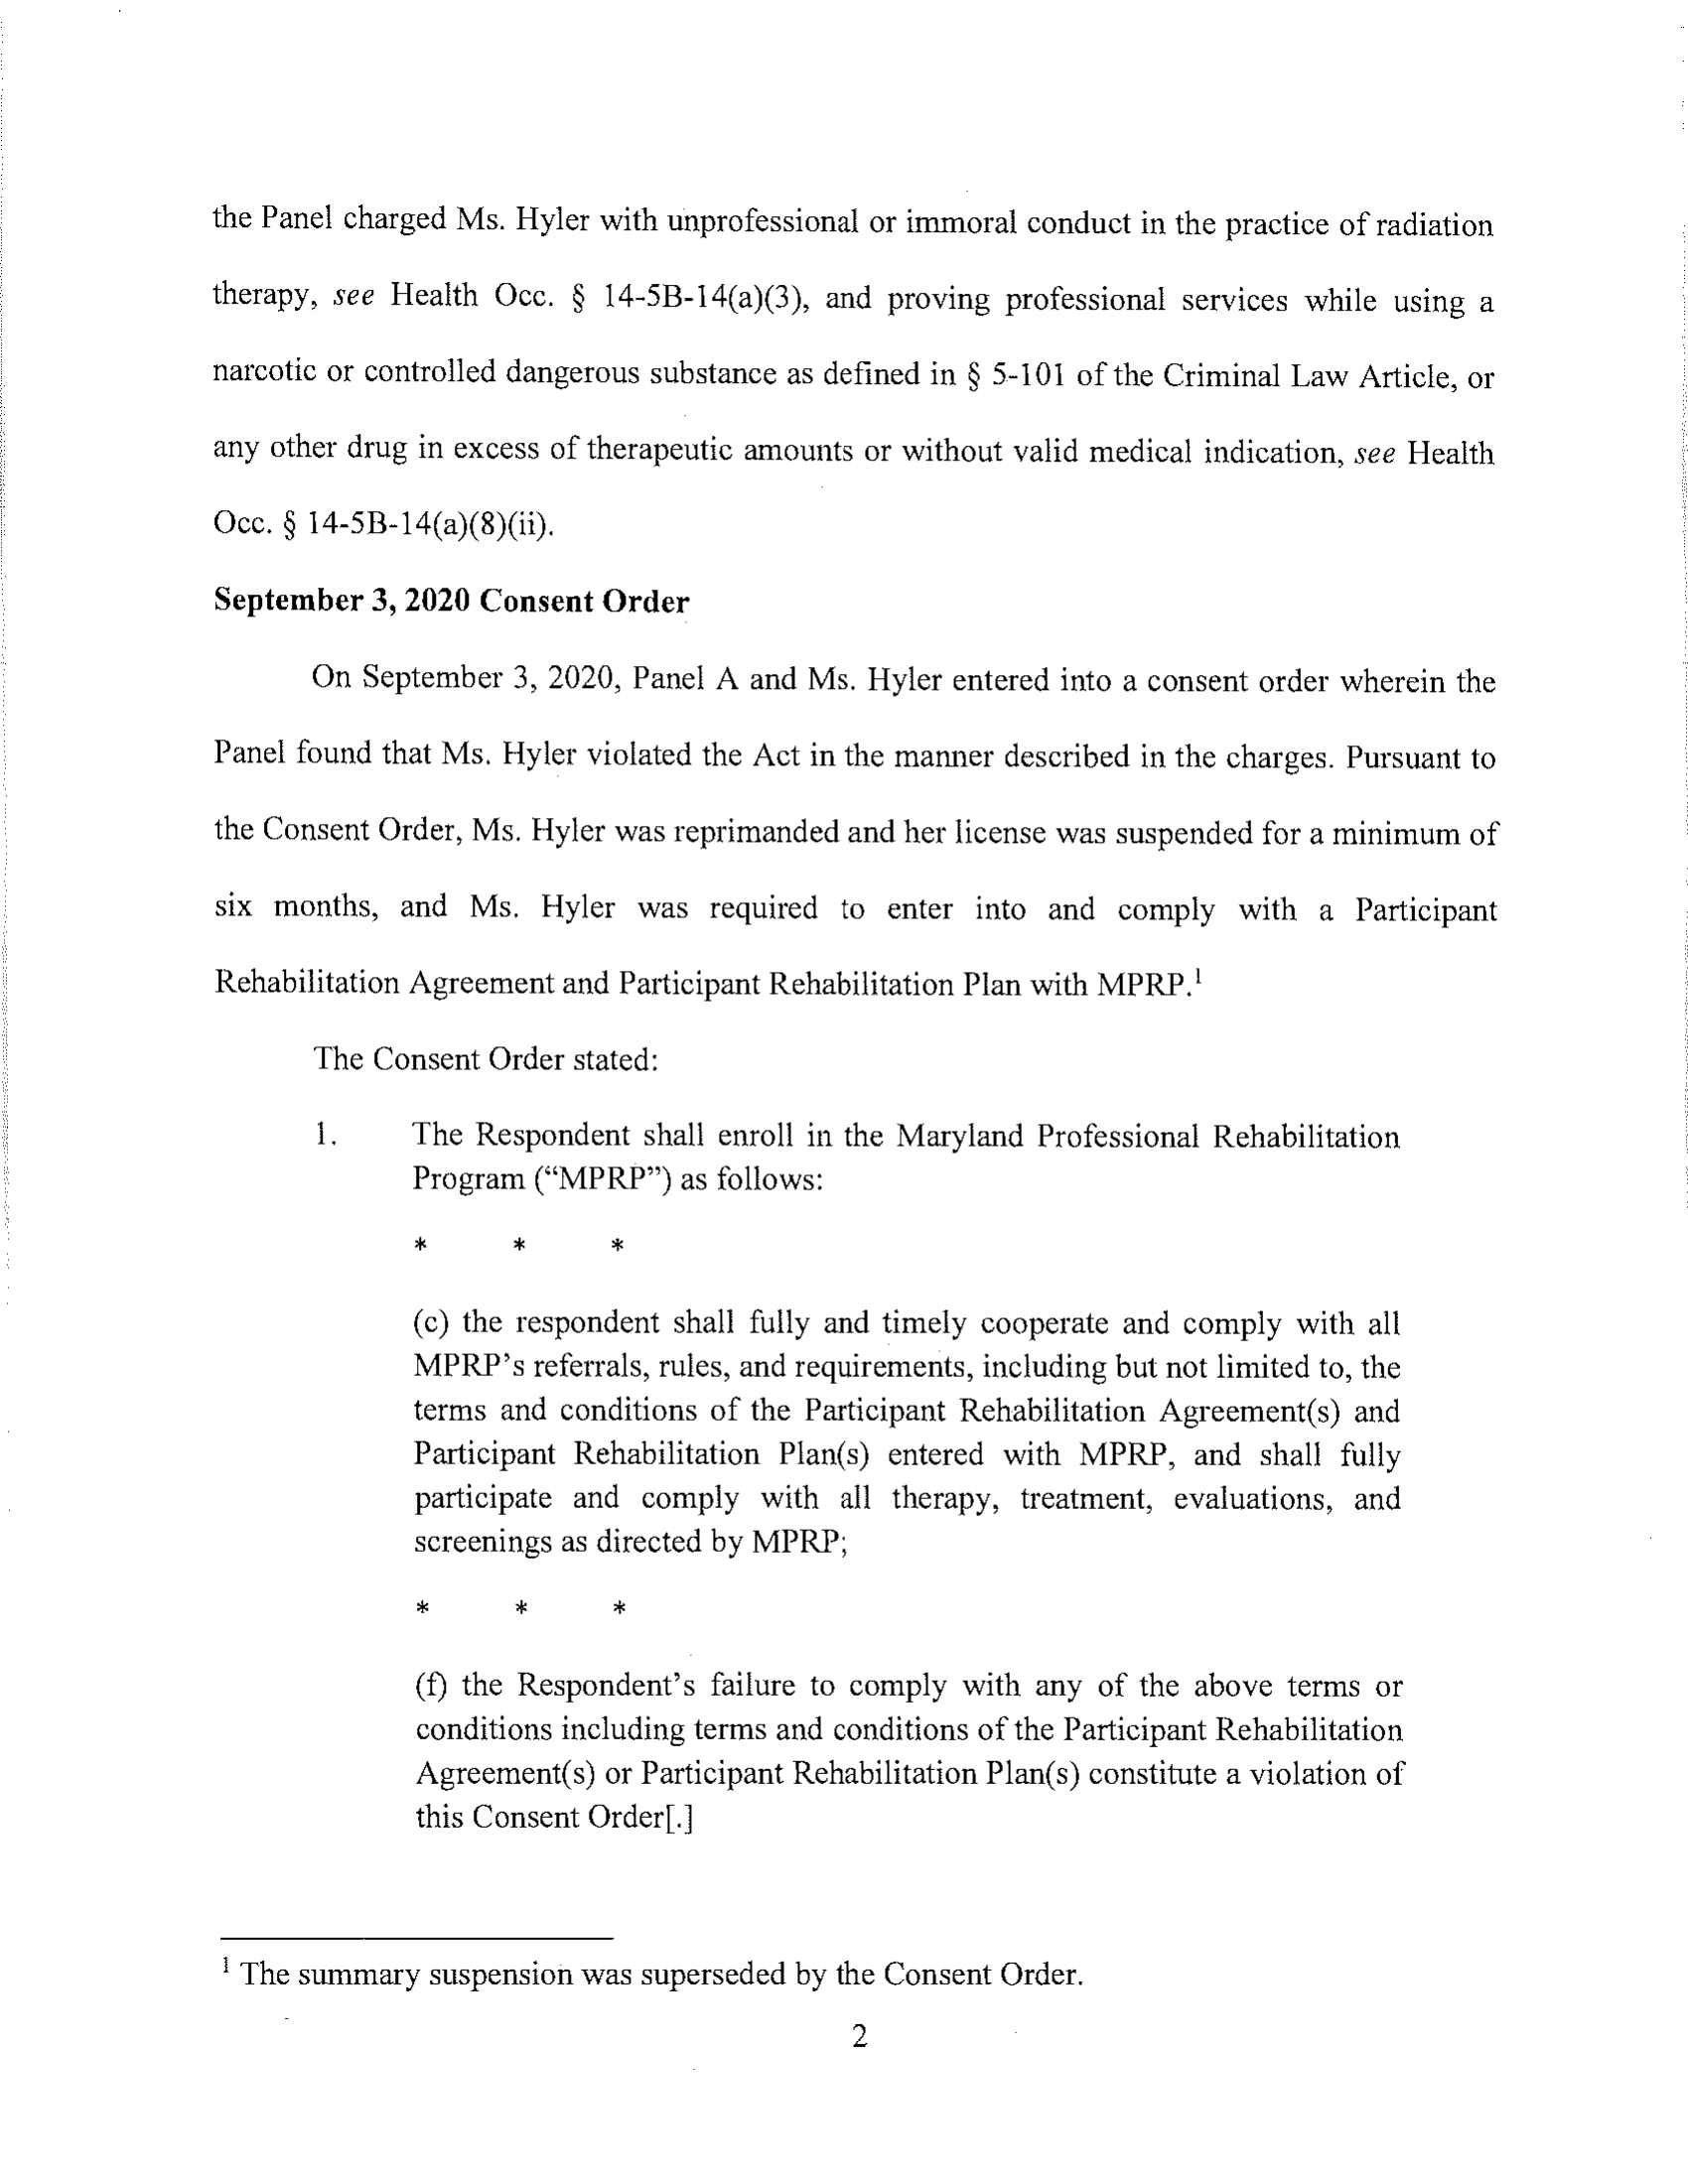 the Panel charged Ms. Hyler with unprofessional or immoral conduct in the practice of radiation
therapy, see Health Occ. § 14-5B-14(a)(3), and proving professional services while using a
narcotic or controlled dangerous substance as defined in § 5-101 of the Criminal Law Article, or
any other drug in excess of therapeutic amounts or without valid medical indication, see Health
Occ. § 14-5B-14(a)(8)(ii).
September 3, 2020 Consent Order
On September 3, 2020, Panel A and Ms. Hyler entered into a consent order wherein the
Panel found that Ms. Hyler violated the Act in the manner described in the charges. Pursuant to
the Consent Order, Ms. Hyler was reprimanded and her license was suspended for a minimum of
six months, and Ms. Hyler was required to enter into and comply with a Participant
Rehabilitation Agreement and Participant Rehabilitation Plan with MPRP.¹
The Consent Order stated:
1. The Respondent shall enroll in the Maryland Professional Rehabilitation
Program (“MPRP”) as follows:
* * *
(c) the respondent shall fully and timely cooperate and comply with all
MPRP’s referrals, rules, and requirements, including but not limited to, the
terms and conditions of the Participant Rehabilitation Agreement(s) and
Participant Rehabilitation Plan(s) entered with MPRP, and shall fully
participate and comply with all therapy, treatment, evaluations, and
screenings as directed by MPRP;
* * *
(f) the Respondent’s failure to comply with any of the above terms or
conditions including terms and conditions of the Participant Rehabilitation
Agreement(s) or Participant Rehabilitation Plan(s) constitute a violation of
this Consent Order[.]
¹ The summary suspension was superseded by the Consent Order.
2